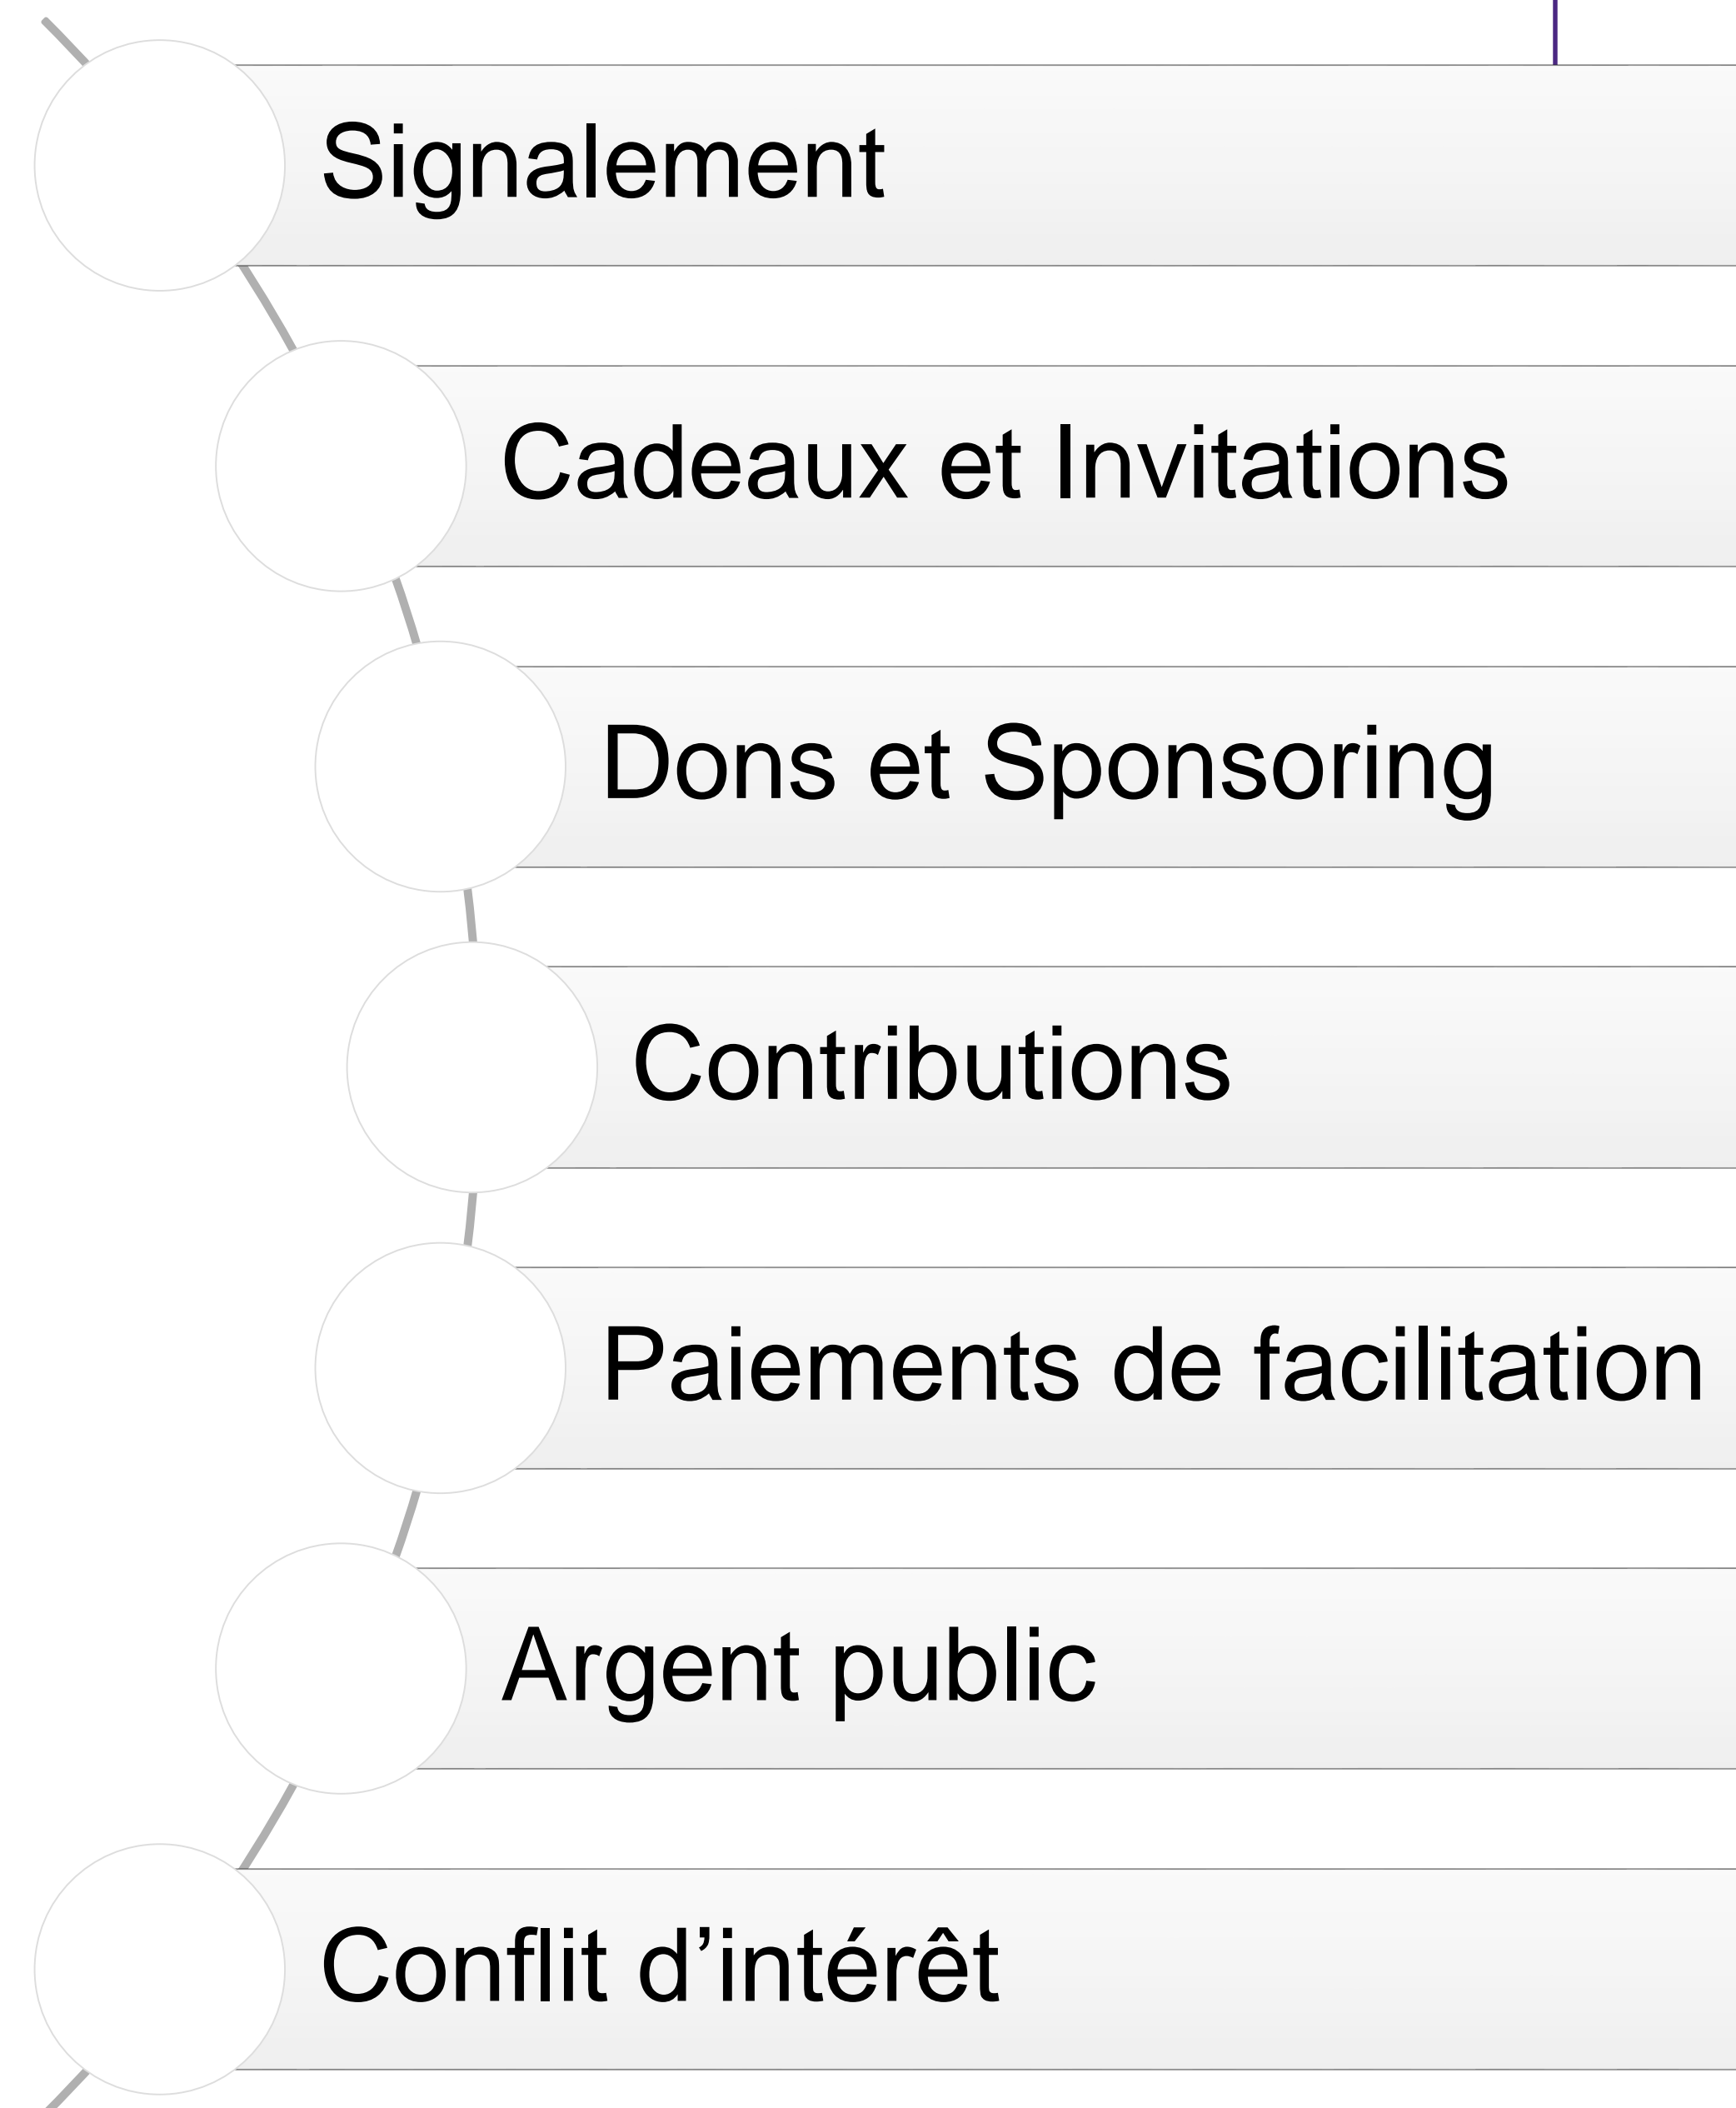 Signalement
Cadeaux et Invitations
Dons et Sponsoring
Contributions
Paiements de facilitation
Argent public
Conflit d’intérêt